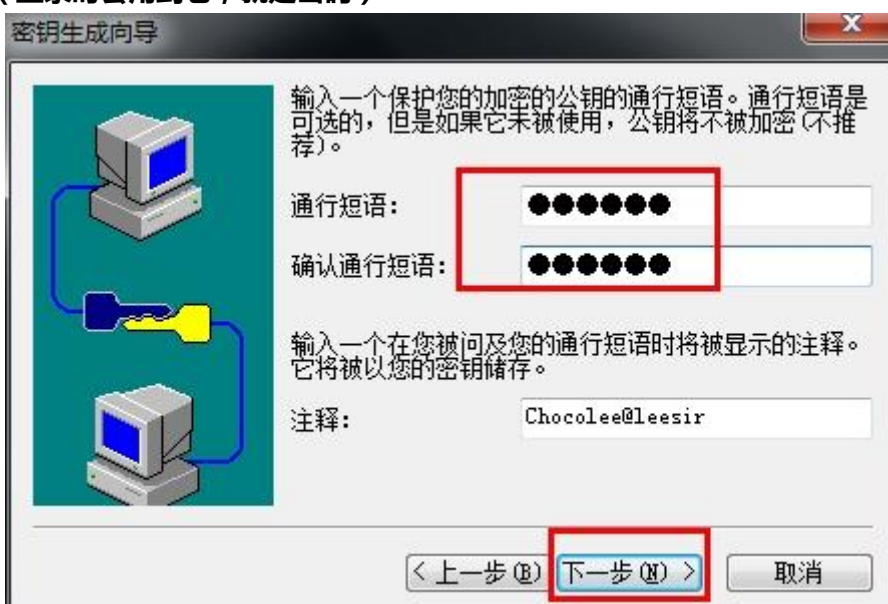 密钥生成向导
输入一个保护您的加密的公钥的通行短语。通行短语是
可选的，但是如果它未被使用，公钥将不被加密(不推
荐)。
通行短语：
●●●●●●
确认通行短语：
●●●●●●
输入一个在您被问及您的通行短语时将被显示的注释。
它将被以您的密钥储存。
注释：
Chocolee@leesir
< 上一步(B) 下一步(N) > 取消